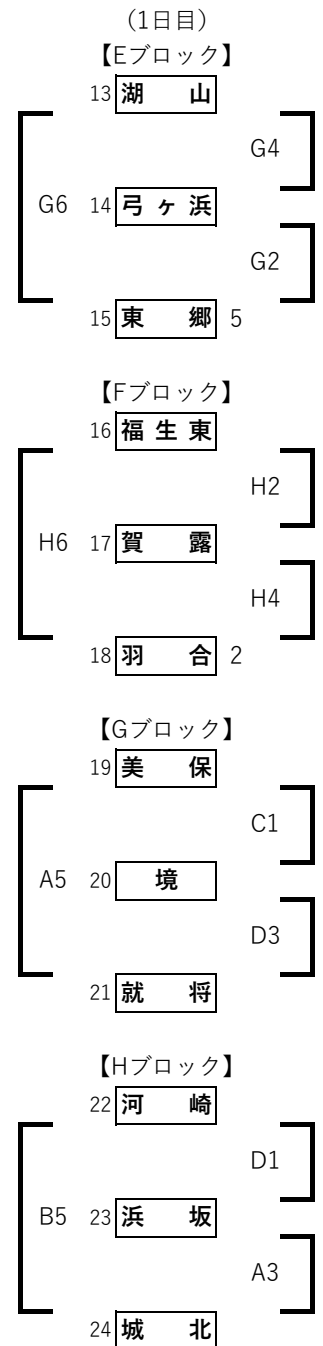 (1日目)
【Eブロック】
13 湖 山
G4
G6 14 弓ヶ浜
G2
15 東 郷 5
【Fブロック】
16 福生東
H2
H6 17 賀 露
H4
18 羽 合 2
【Gブロック】
19 美 保
C1
A5 20 境
D3
21 就 将
【Hブロック】
22 河 崎
D1
B5 23 浜 坂
A3
24 城 北